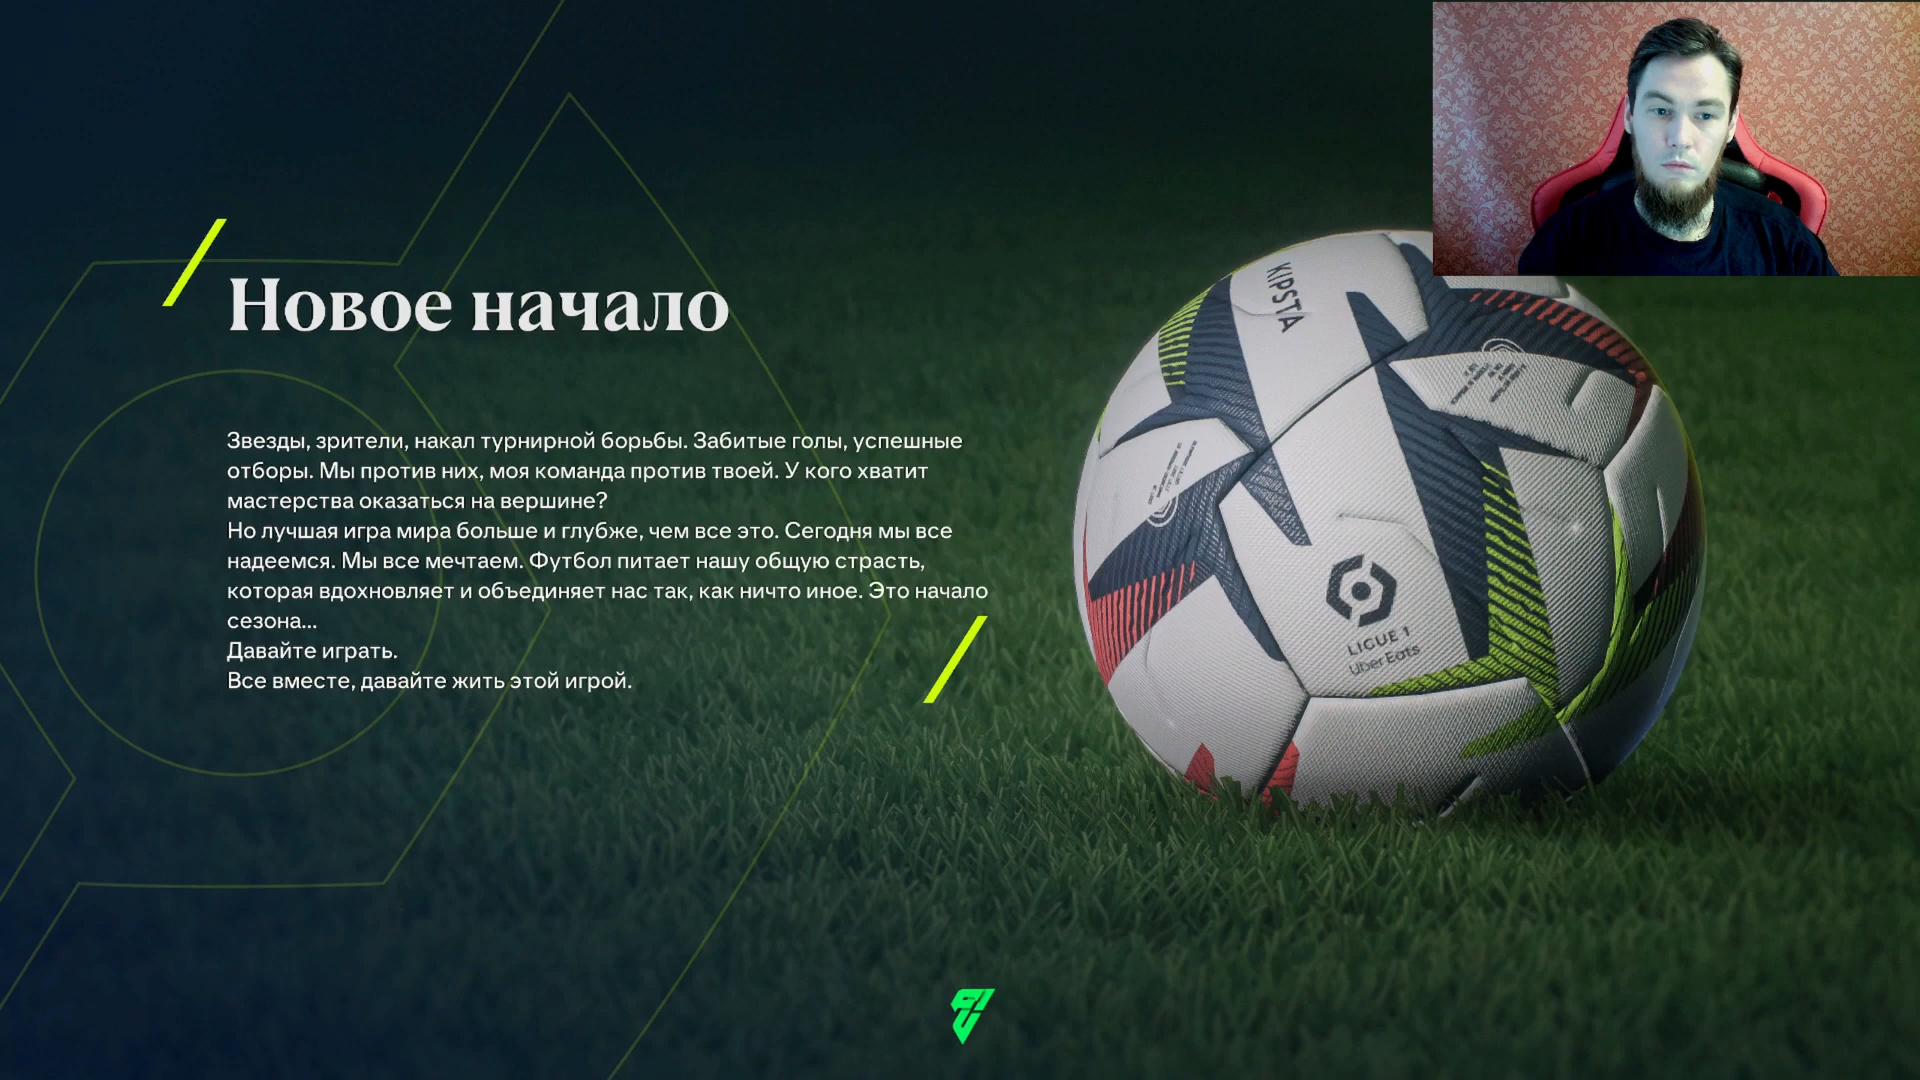 Новое начало
Звезды, зрители, накал турнирной борьбы. Забитые голы, успешные
отборы. Мы против них, моя команда против твоей. У кого хватит
мастерства оказаться на вершине?
Но лучшая игра мира больше и глубже, чем все это. Сегодня мы все
надеемся. Мы все мечтаем. Футбол питает нашу общую страсть,
которая вдохновляет и объединяет нас так, как ничто иное. Это начало
сезона...
Давайте играть.
Все вместе, давайте жить этой игрой.
KIPSTA
LIGUE 1
Uber Eats